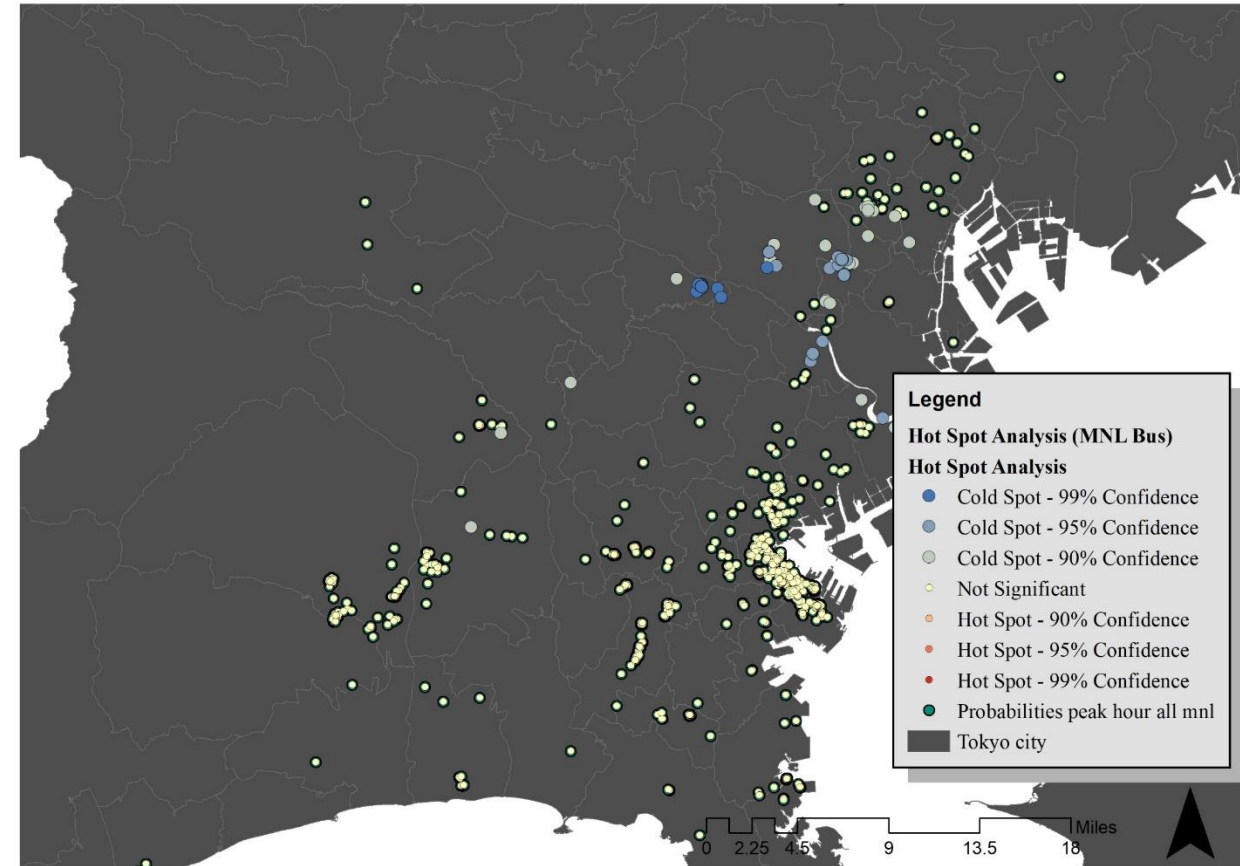 Legend
Hot Spot Analysis (MNL Bus)
Hot Spot Analysis
Cold Spot - 99% Confidence
Cold Spot - 95% Confidence
Cold Spot - 90% Confidence
Not Significant
Hot Spot - 90% Confidence
Hot Spot - 95% Confidence
Hot Spot - 99% Confidence
Probabilities peak hour all mnl
Tokyo city
Miles
0 2.25 4.5 9 13.5 18